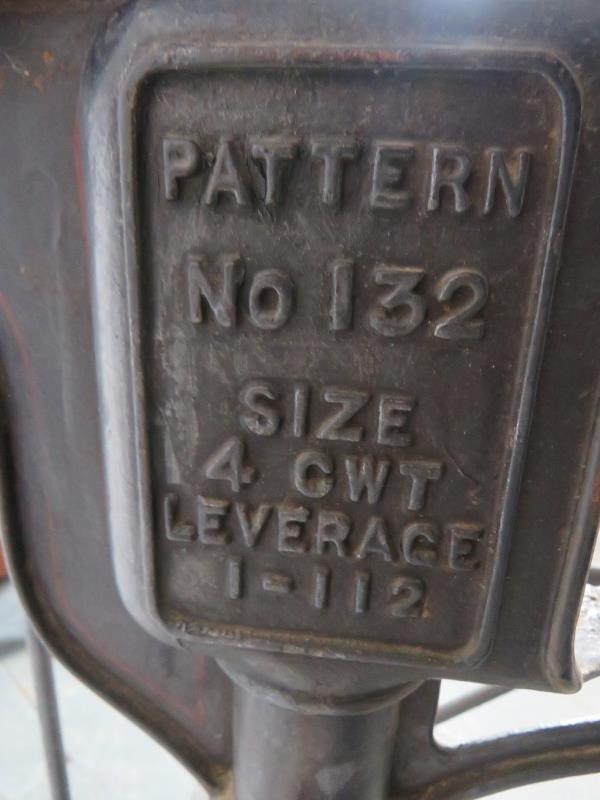 PATTERN
No 132
SIZE
4 CWT
LEVERAGE
1-112